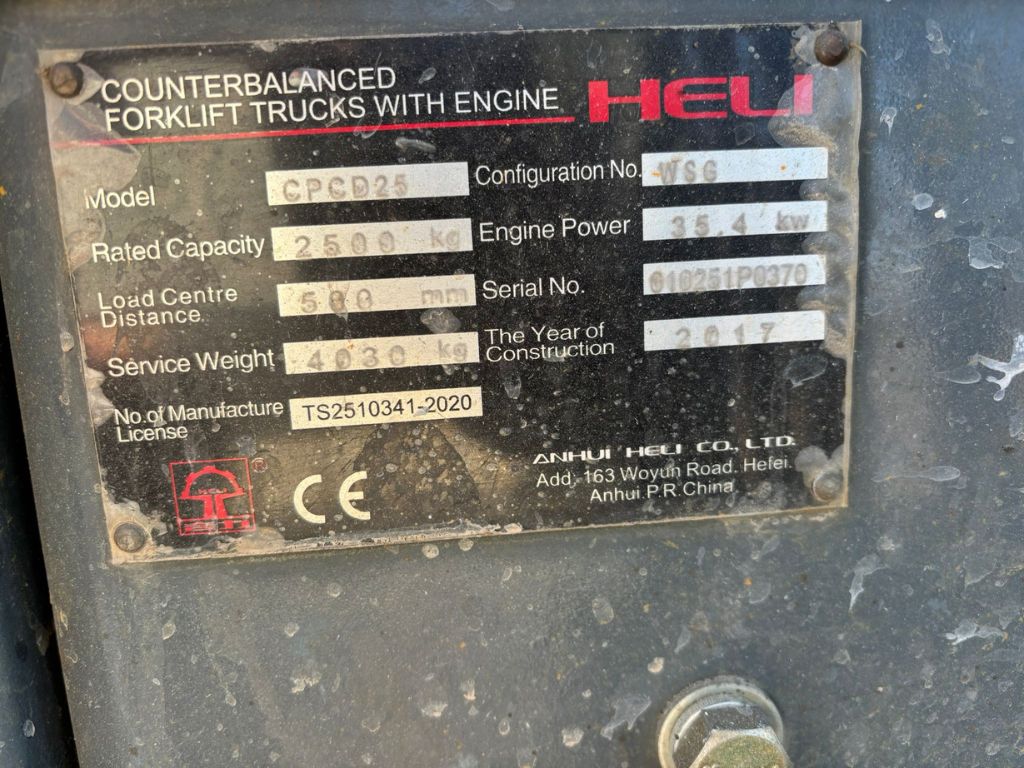 COUNTERBALANCED
FORKLIFT TRUCKS WITH ENGINE
HELI
Model CPCD25
Configuration No. WSG
Rated Capacity 2500 kg
Engine Power 35.4 kw
Load Centre
Distance 500 mm
Serial No. 010251P0370
Service Weight 4030 kg
The Year of
Construction 2017
No.of Manufacture
License TS2510341-2020
® CE
ANHUI HELI CO., LTD.
Add, 163 Woyun Road. Hefei.
Anhui.P.R.China